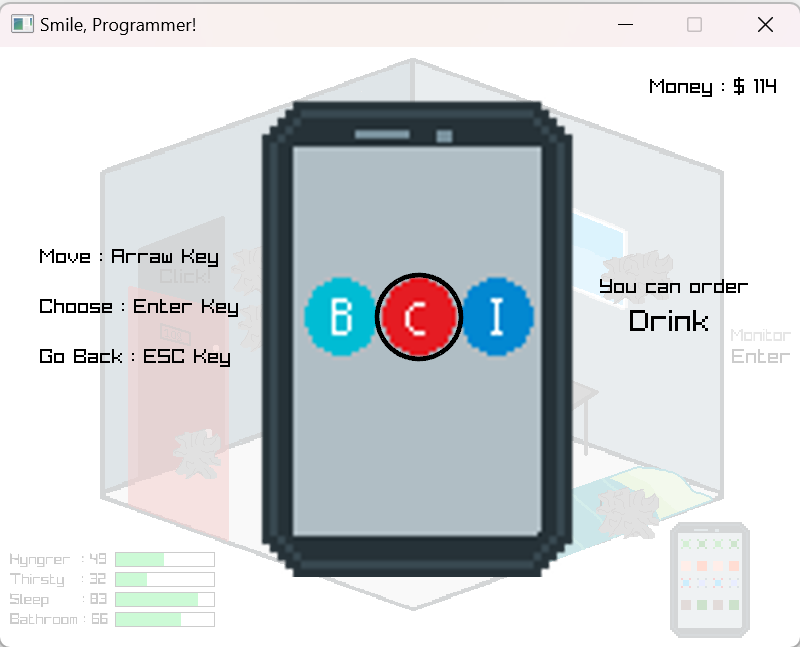 Smile, Programmer!
Money : $ 114
Move : Arraw Key
Click!
Choose : Enter Key
Go Back : ESC Key
B C I
You can order
Drink
Monitor
Enter
Hyngrer : 49
Thirsty : 32
Sleep : 83
Bathroom : 66